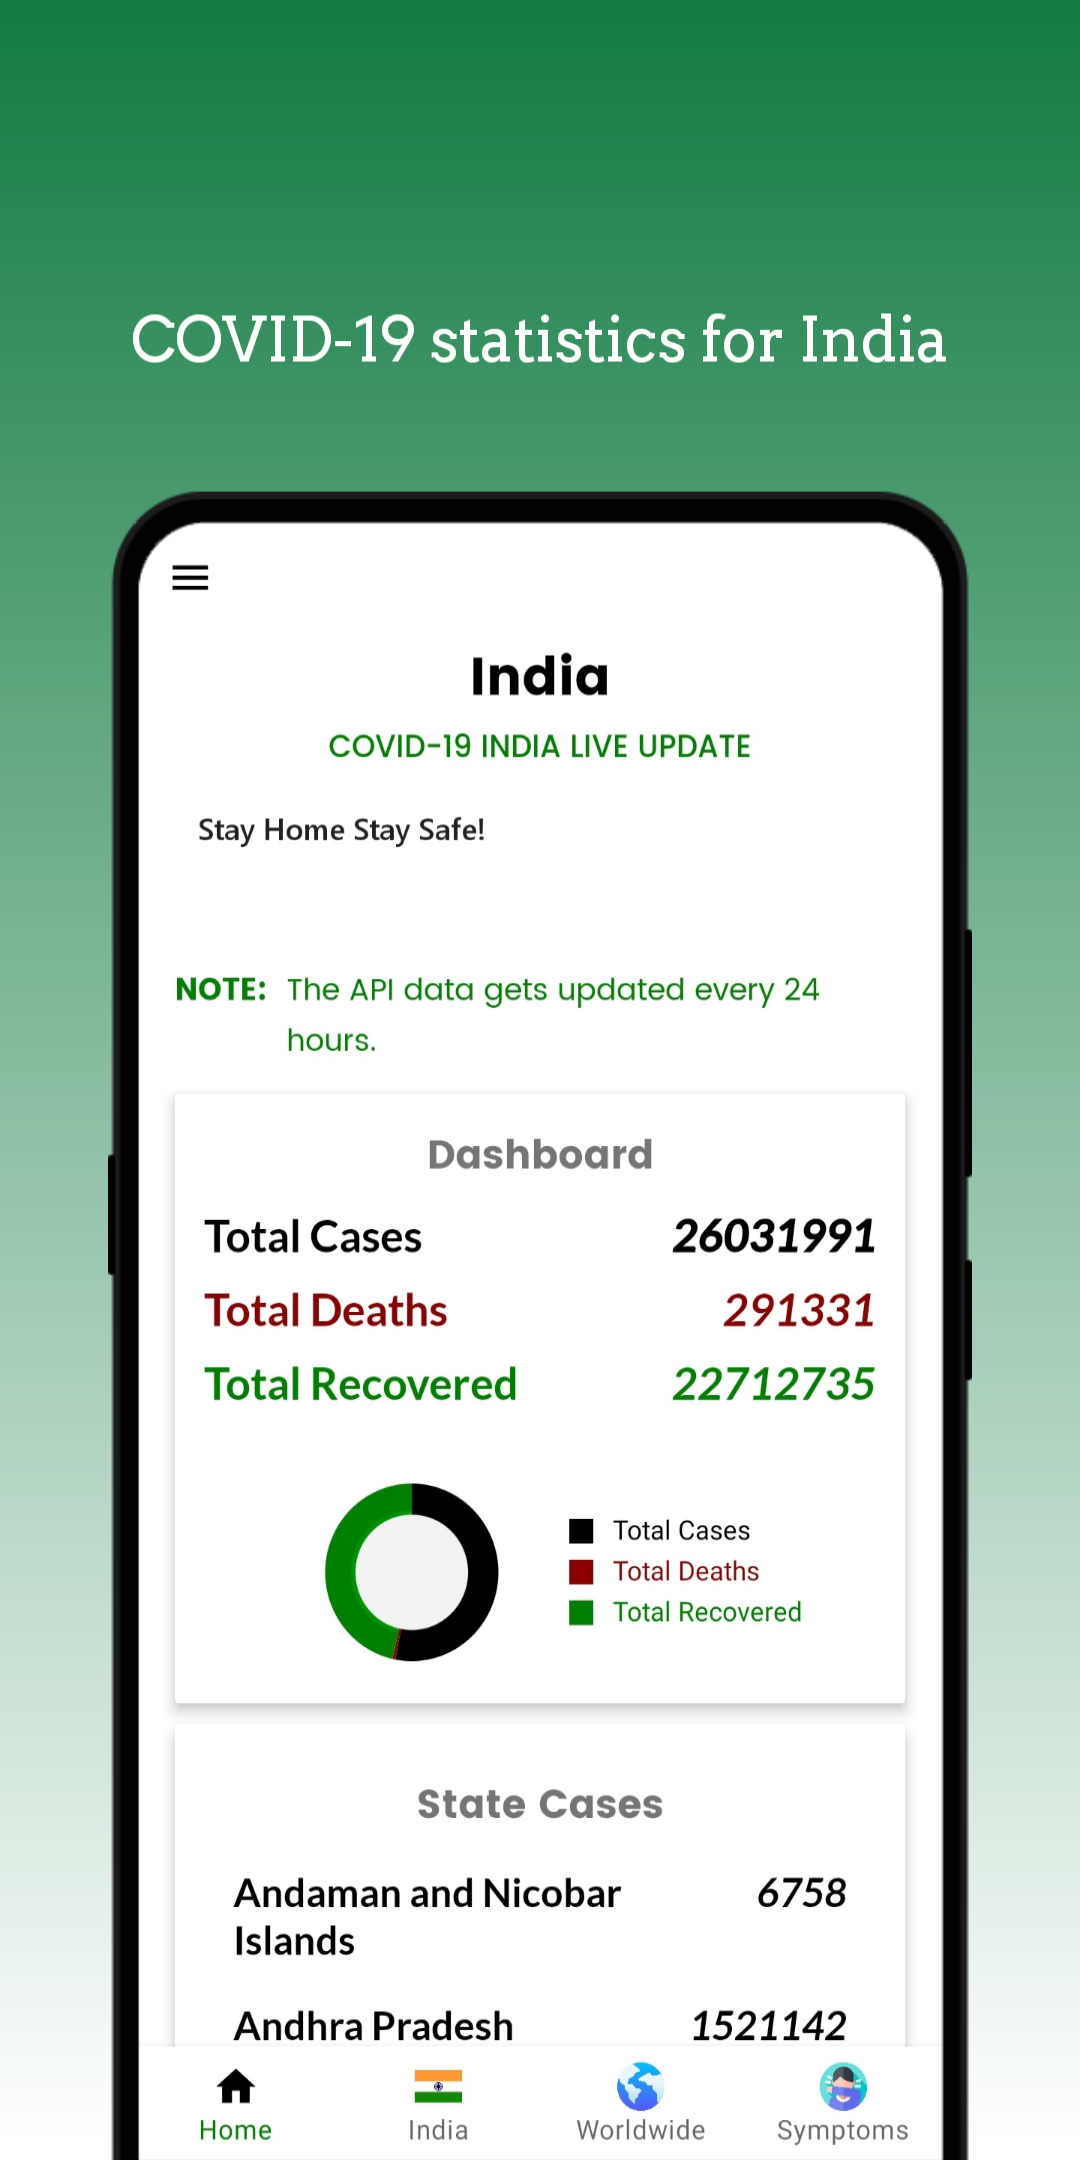 COVID-19 statistics for India
India
COVID-19 INDIA LIVE UPDATE
Stay Home Stay Safe!
NOTE: The API data gets updated every 24
hours.
Dashboard
Total Cases 26031991
Total Deaths 291331
Total Recovered 22712735
Total Cases
Total Deaths
Total Recovered
State Cases
Andaman and Nicobar 6758
Islands
Andhra Pradesh 1521142
Home India Worldwide Symptoms